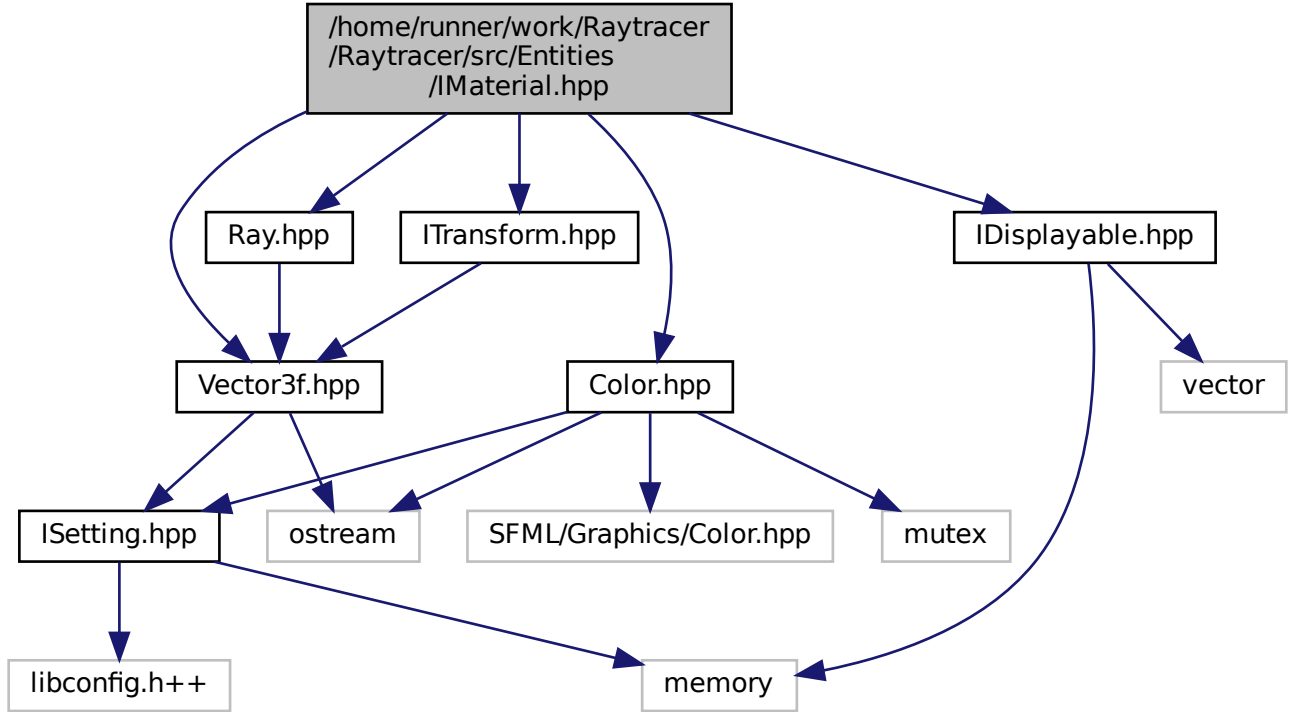 /home/runner/work/Raytracer
/Raytracer/src/Entities
/IMaterial.hpp
Ray.hpp
ITransform.hpp
IDisplayable.hpp
Vector3f.hpp
Color.hpp
vector
ISetting.hpp
ostream
SFML/Graphics/Color.hpp
mutex
libconfig.h++
memory